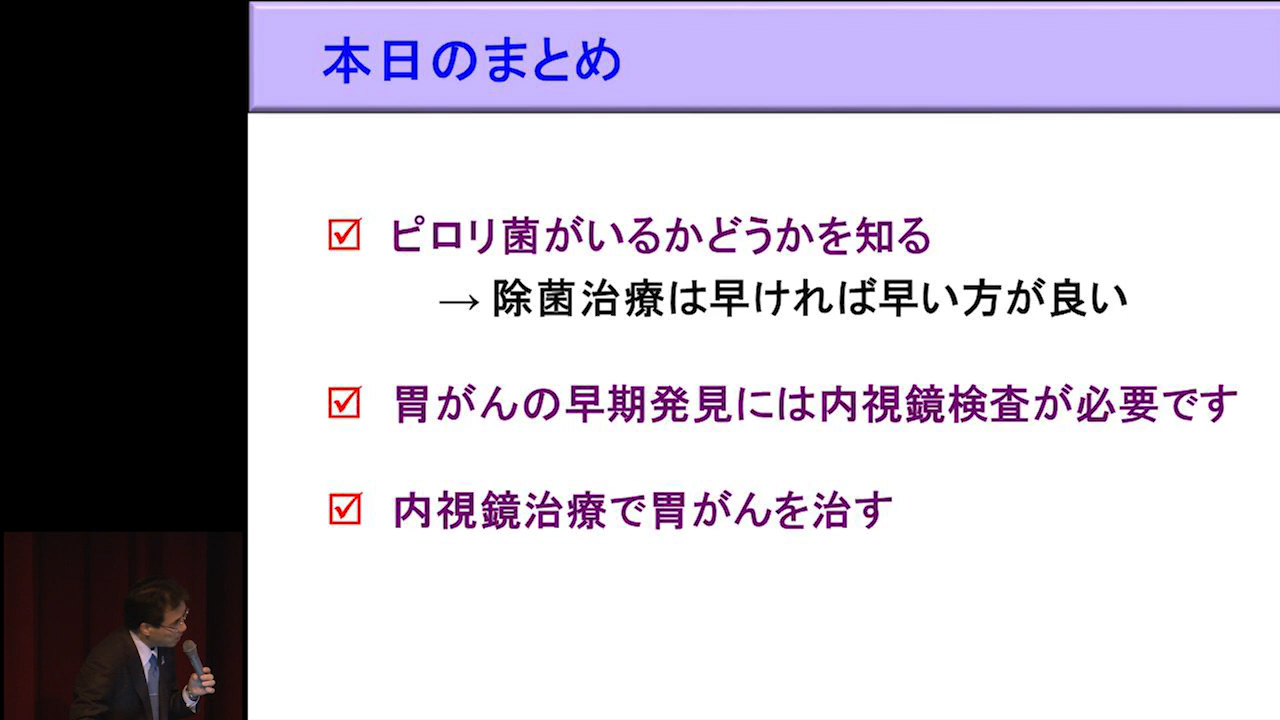 本日のまとめ
ピロリ菌がいるかどうかを知る
→ 除菌治療は早ければ早い方が良い
胃がんの早期発見には内視鏡検査が必要です
内視鏡治療で胃がんを治す